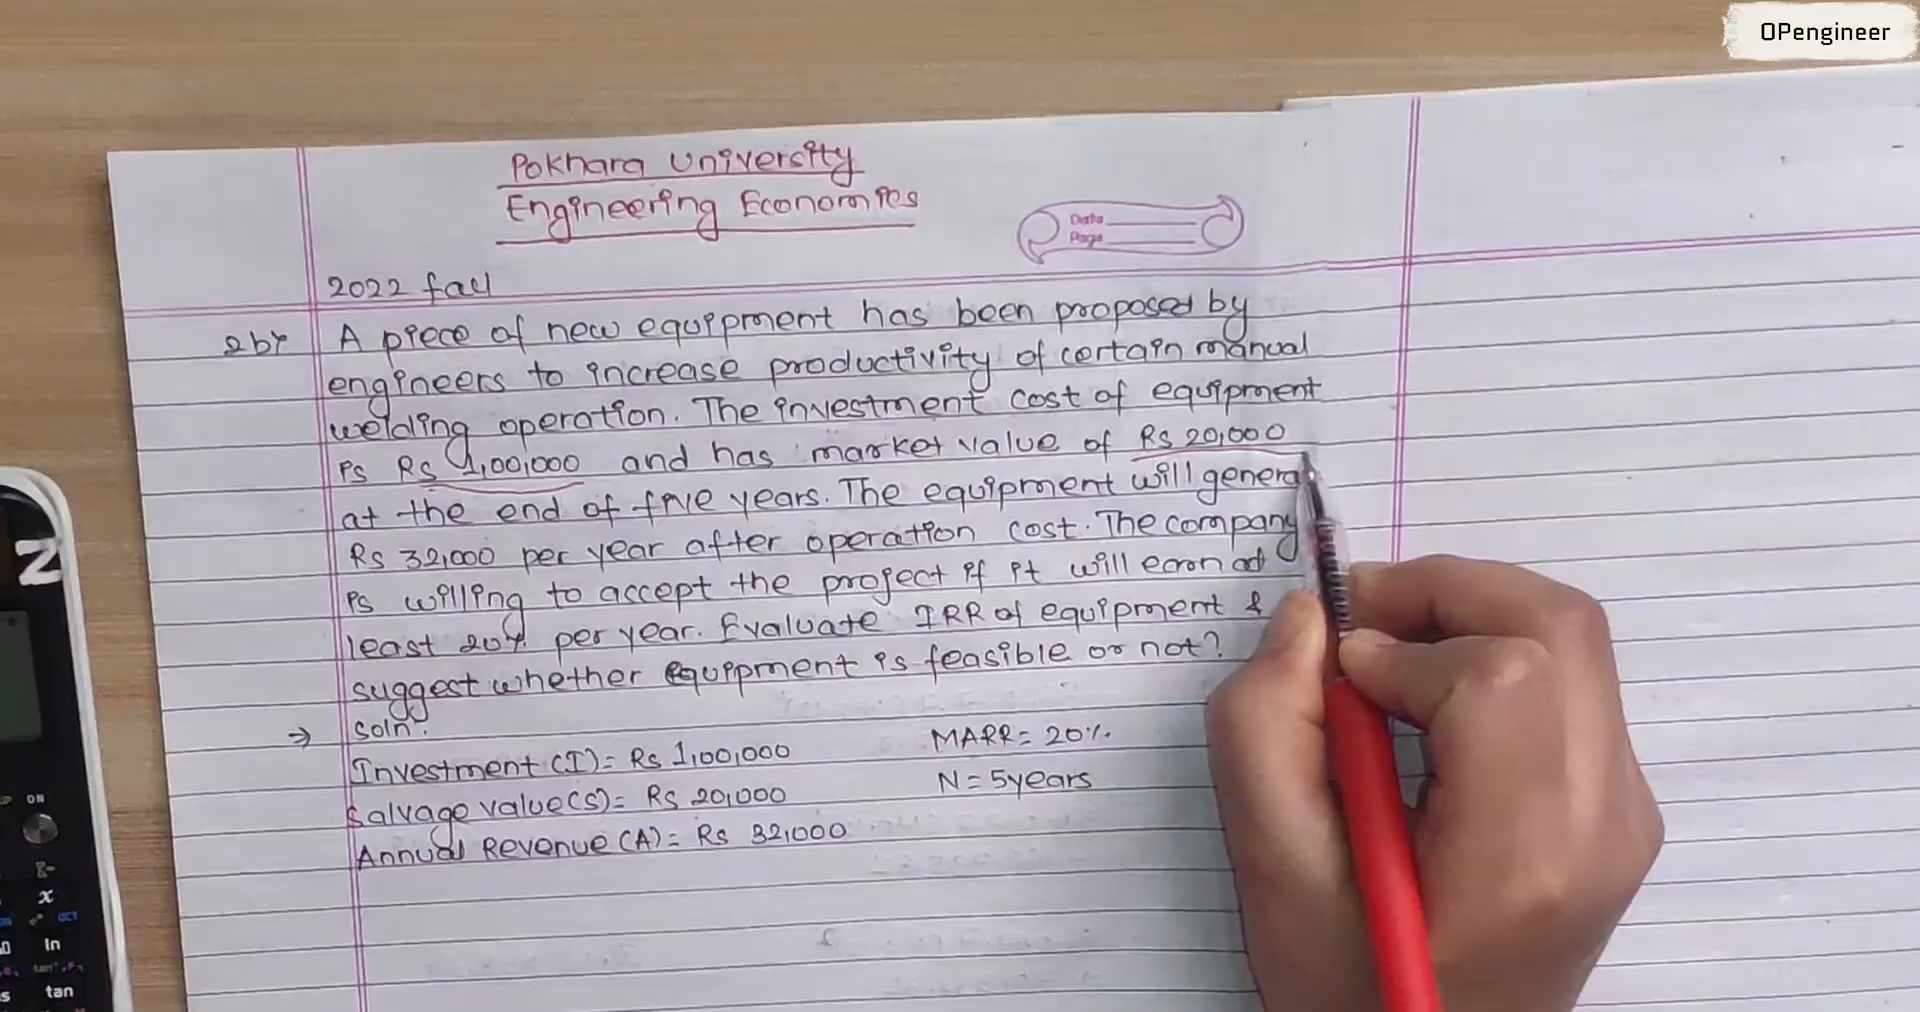 OPengineer
Pokhara University
Engineering Economics
Date
Page
2022 fall
2b) A piece of new equipment has been proposed by
engineers to increase productivity of certain manual
welding operation. The investment cost of equipment
is Rs 1,00,000 and has market value of Rs 20,000
at the end of five years. The equipment will genera
Rs 32,000 per year after operation cost. The company
is willing to accept the project if it will earn at
least 20% per year. Evaluate IRR of equipment &
suggest whether equipment is feasible or not?
→ Soln:
Investment (I) = Rs 1,00,000 MARR = 20%.
Salvage value(s) = Rs 20,000 N = 5years
Annual Revenue (A) = Rs 32,000
N
ON
x
OCT
ln
tan